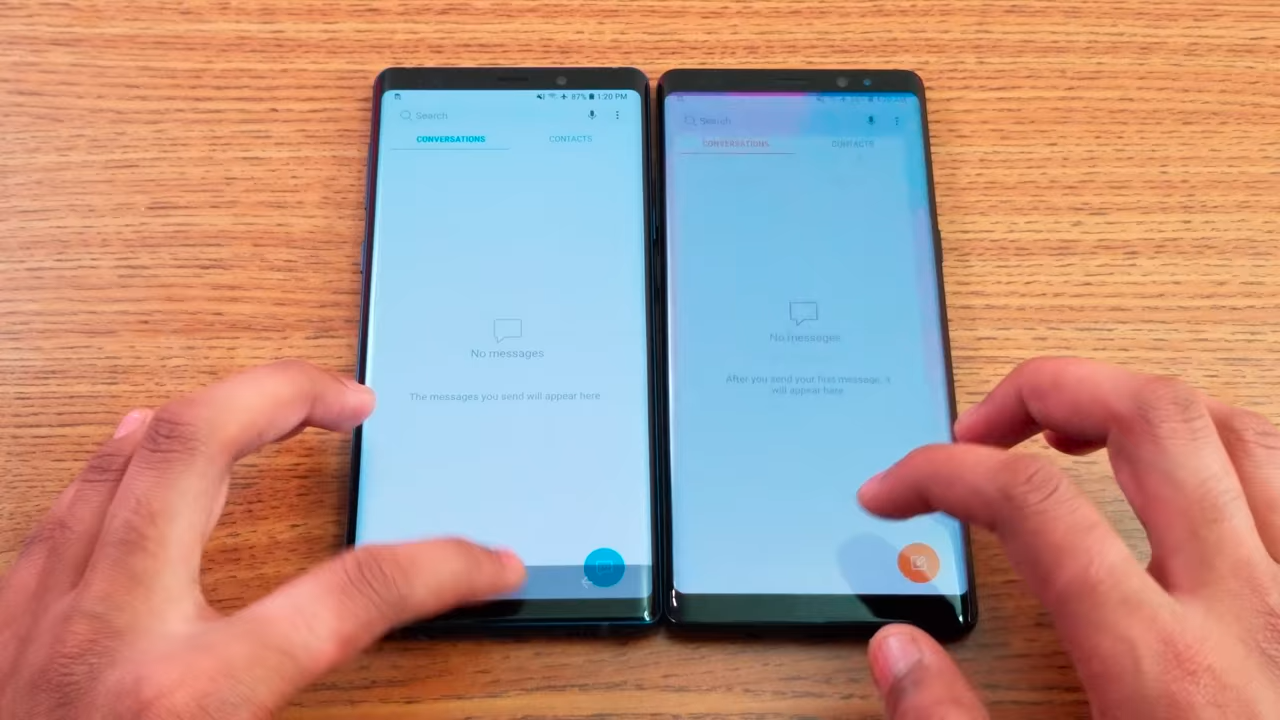 87% 1:20 PM
Search
CONVERSATIONS CONTACTS
No messages
The messages you send will appear here
Search
CONVERSATIONS CONTACTS
No messages
After you send your first message, it
will appear here